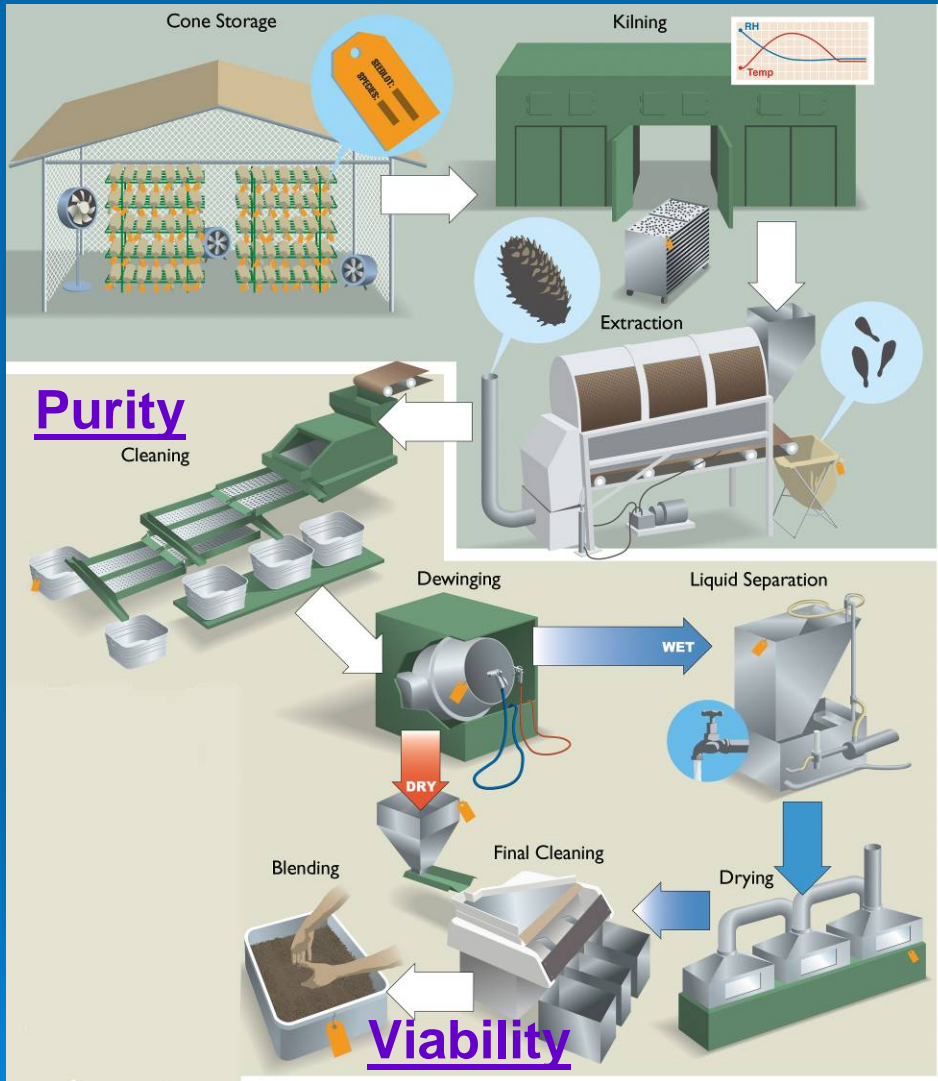 Cone Storage
Kilning
RH
Temp
SEEDLOT:
SPECIES:
Extraction
Purity
Cleaning
Dewinging
Liquid Separation
WET
DRY
Blending
Final Cleaning
Drying
Viability